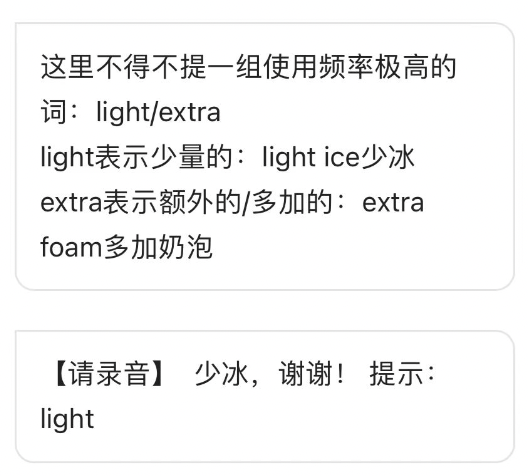 这里不得不提一组使用频率极高的
词：light/extra
light表示少量的：light ice少冰
extra表示额外的/多加的：extra
foam多加奶泡
【请录音】 少冰，谢谢！ 提示：
light